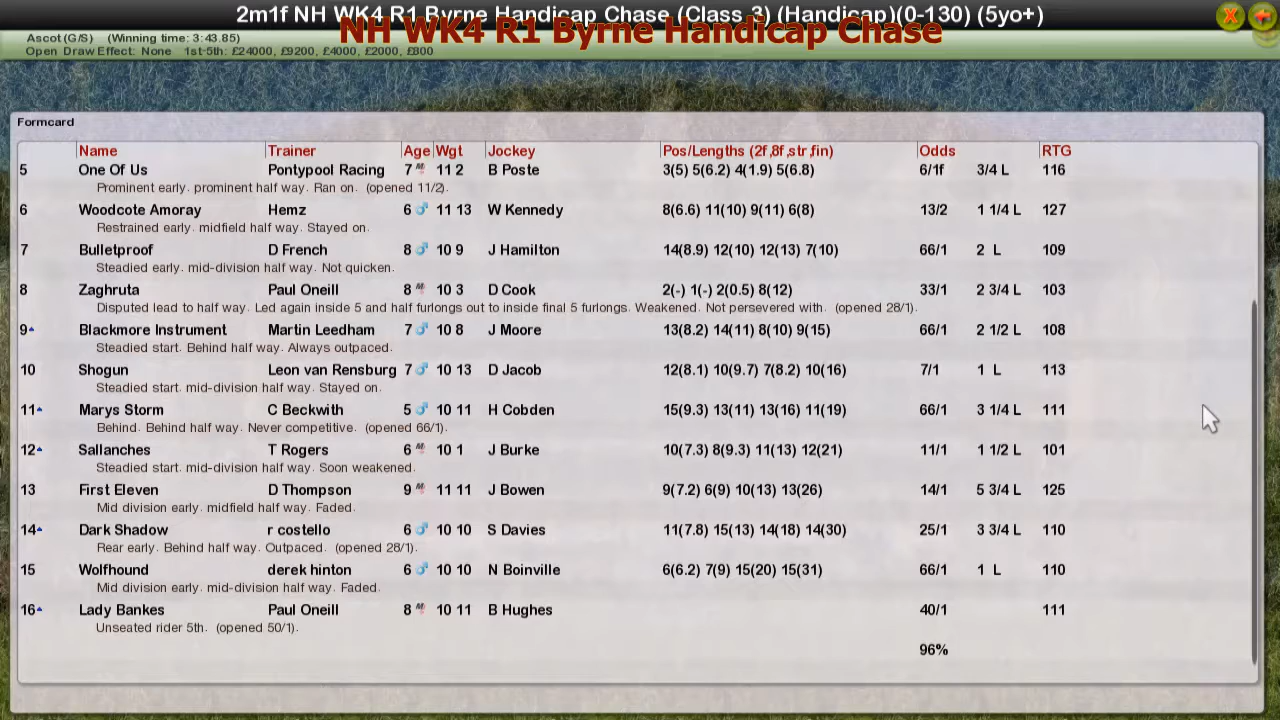 2m1f NH WK4 R1 Byrne Handicap Chase (Class 3) (Handicap)(0-130) (5yo+)
NH WK4 R1 Byrne Handicap Chase
Ascot(G/S) (Winning time: 3:43.85)
Open Draw Effect: None 1st-5th: £24000, £9200, £4000, £2000, £800
Formcard
Name Trainer Age Wgt Jockey Pos/Lengths (2f,8f,str,fin) Odds RTG
5 One Of Us Pontypool Racing 7 11 2 B Poste 3(5) 5(6.2) 4(1.9) 5(6.8) 6/1f 3/4 L 116
Prominent early. prominent half way. Ran on. (opened 11/2).
6 Woodcote Amoray Hemz 6 11 13 W Kennedy 8(6.6) 11(10) 9(11) 6(8) 13/2 1 1/4 L 127
Restrained early. midfield half way. Stayed on.
7 Bulletproof D French 8 10 9 J Hamilton 14(8.9) 12(10) 12(13) 7(10) 66/1 2 L 109
Steadied early. mid-division half way. Not quicken.
8 Zaghruta Paul Oneill 8 10 3 D Cook 2(-) 1(-) 2(0.5) 8(12) 33/1 2 3/4 L 103
Disputed lead to half way. Led again inside 5 and half furlongs out to inside final 5 furlongs. Weakened. Not persevered with. (opened 28/1).
9 Blackmore Instrument Martin Leedham 7 10 8 J Moore 13(8.2) 14(11) 8(10) 9(15) 66/1 2 1/2 L 108
Steadied start. Behind half way. Always outpaced.
10 Shogun Leon van Rensburg 7 10 13 D Jacob 12(8.1) 10(9.7) 7(8.2) 10(16) 7/1 1 L 113
Steadied start. mid-division half way. Stayed on.
11 Marys Storm C Beckwith 5 10 11 H Cobden 15(9.3) 13(11) 13(16) 11(19) 66/1 3 1/4 L 111
Behind. Behind half way. Never competitive. (opened 66/1).
12 Sallanches T Rogers 6 10 1 J Burke 10(7.3) 8(9.3) 11(13) 12(21) 11/1 1 1/2 L 101
Steadied start. mid-division half way. Soon weakened.
13 First Eleven D Thompson 9 11 11 J Bowen 9(7.2) 6(9) 10(13) 13(26) 14/1 5 3/4 L 125
Mid division early. midfield half way. Faded.
14 Dark Shadow r costello 6 10 10 S Davies 11(7.8) 15(13) 14(18) 14(30) 25/1 3 3/4 L 110
Rear early. Behind half way. Outpaced. (opened 28/1).
15 Wolfhound derek hinton 6 10 10 N Boinville 6(6.2) 7(9) 15(20) 15(31) 66/1 1 L 110
Mid division early. mid-division half way. Faded.
16 Lady Bankes Paul Oneill 8 10 11 B Hughes 40/1 111
Unseated rider 5th. (opened 50/1).
96%